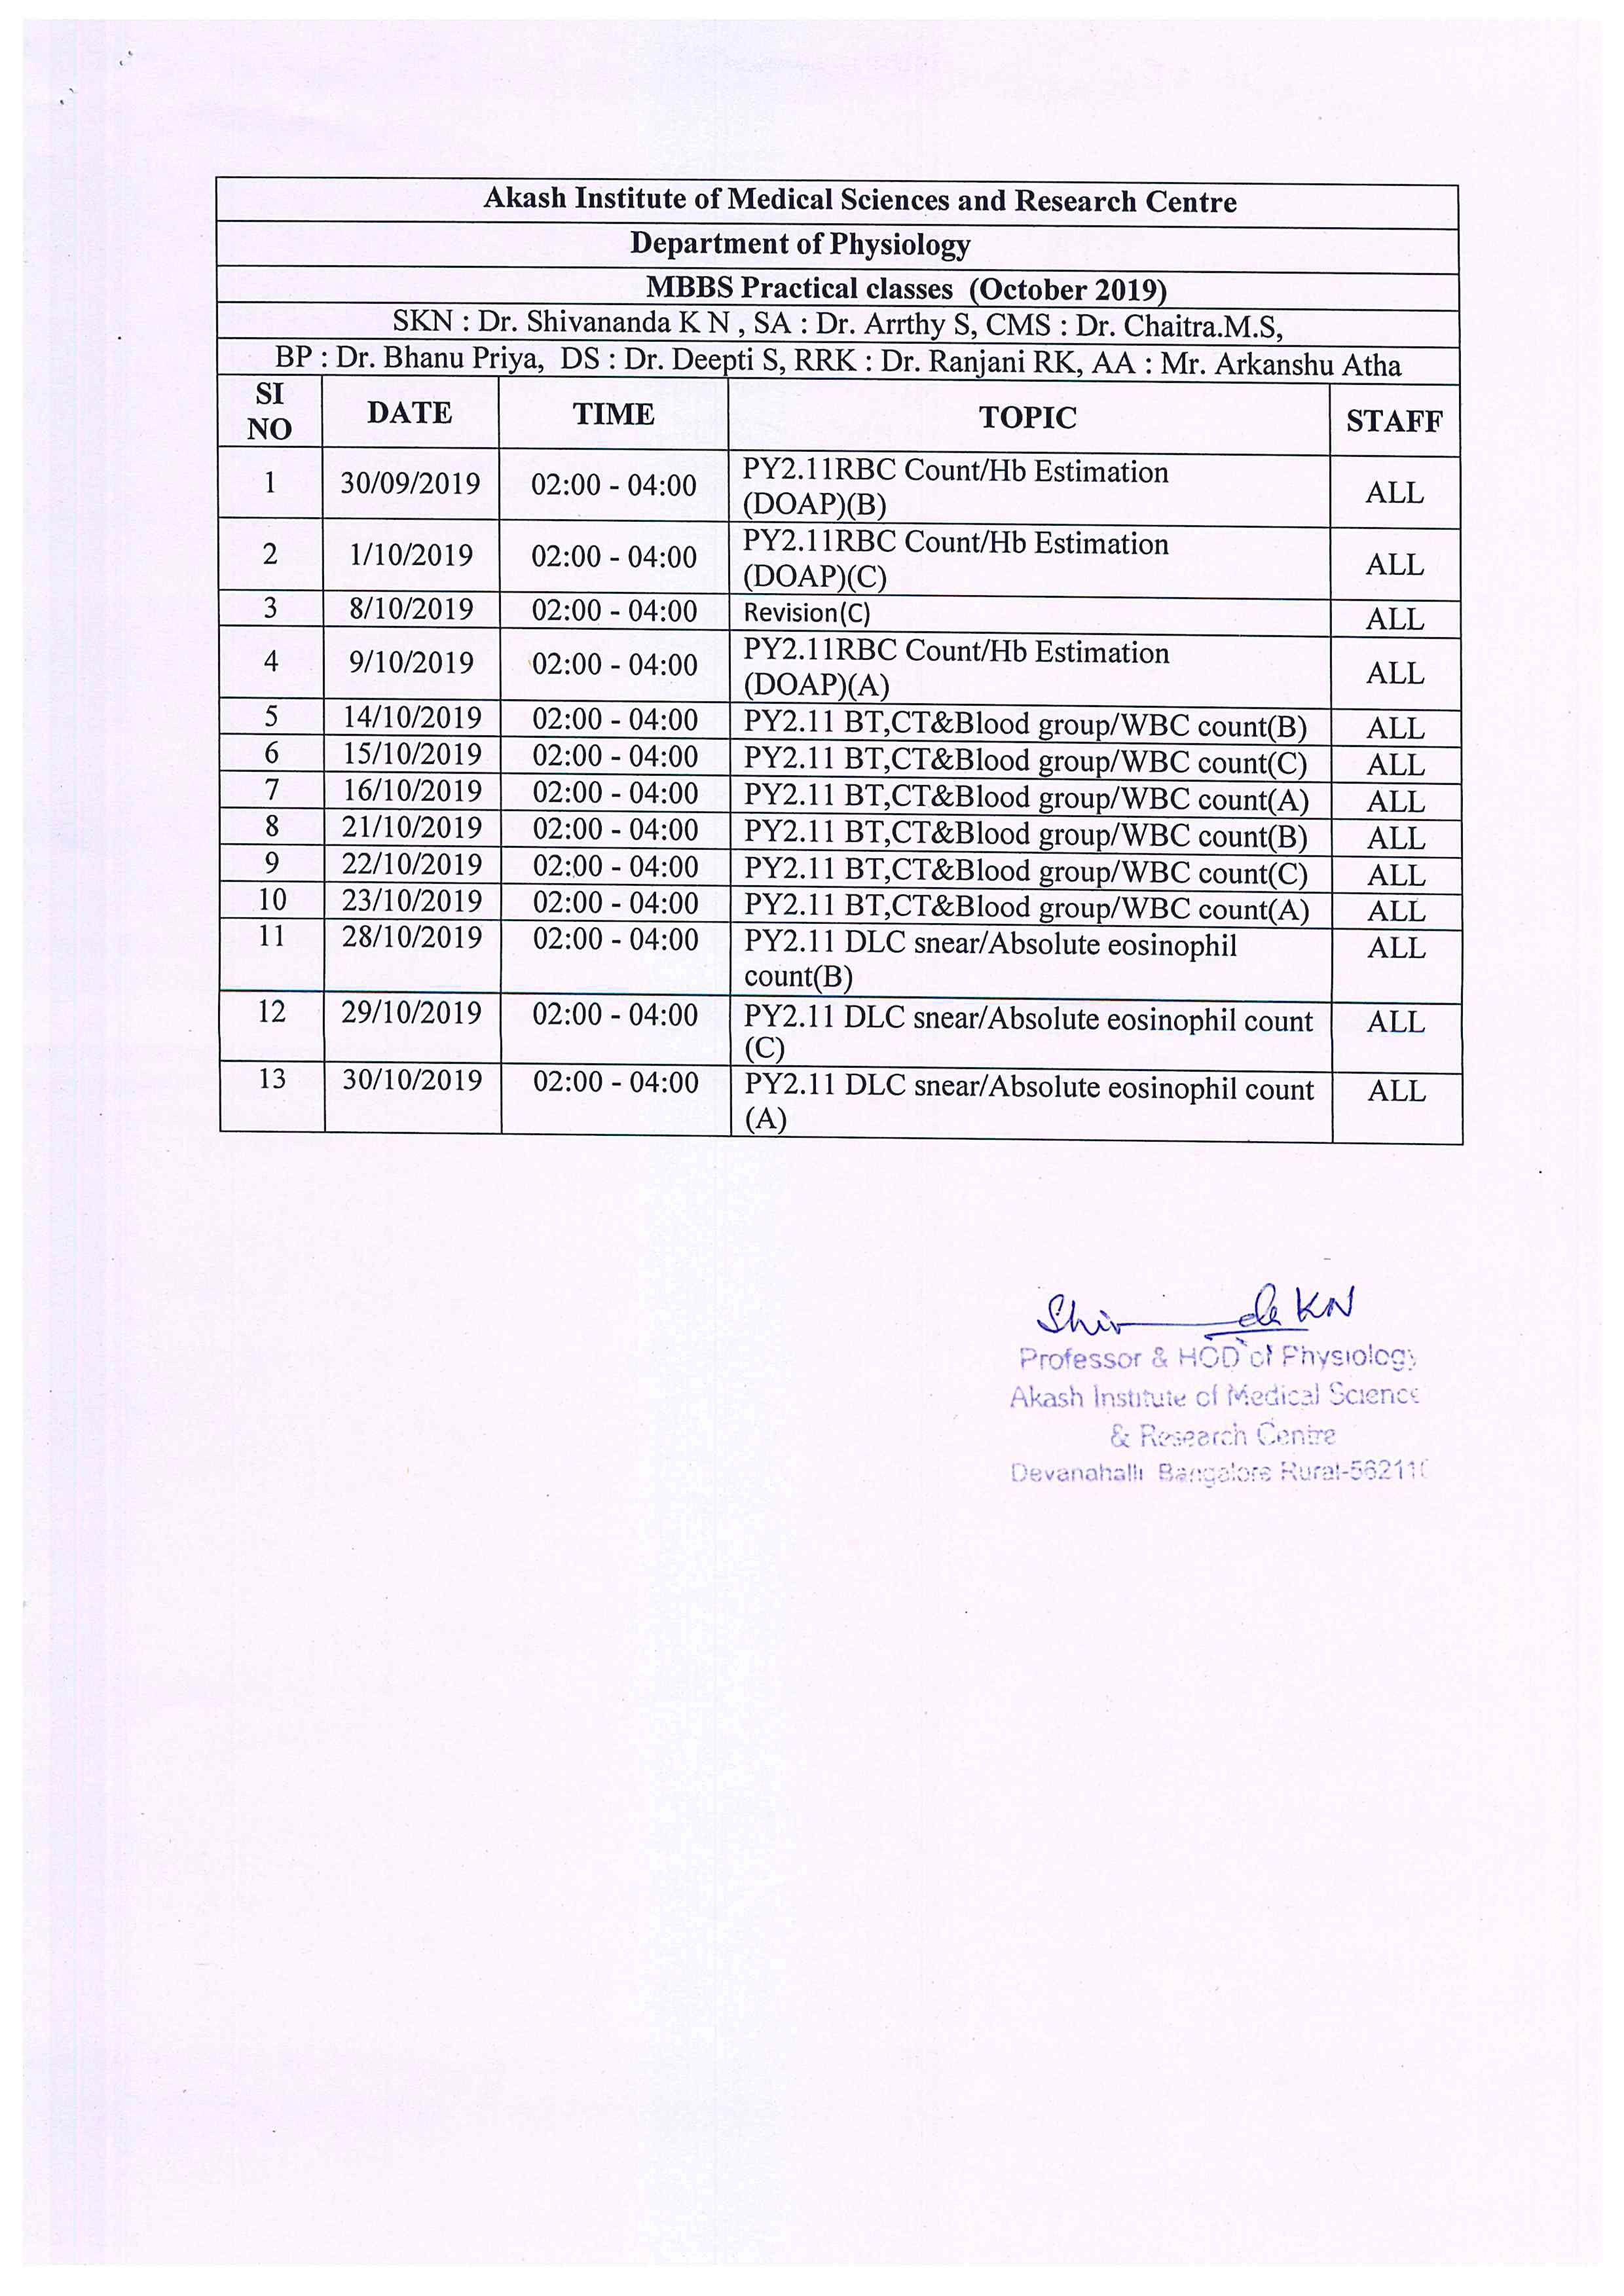 Akash Institute of Medical Sciences and Research Centre
Department of Physiology
MBBS Practical classes (October 2019)
SKN : Dr. Shivananda K N , SA : Dr. Arrthy S, CMS : Dr. Chaitra.M.S,
BP : Dr. Bhanu Priya, DS : Dr. Deepti S, RRK : Dr. Ranjani RK, AA : Mr. Arkanshu Atha
SI NO DATE TIME TOPIC STAFF
1 30/09/2019 02:00 - 04:00 PY2.11RBC Count/Hb Estimation
(DOAP)(B) ALL
2 1/10/2019 02:00 - 04:00 PY2.11RBC Count/Hb Estimation
(DOAP)(C) ALL
3 8/10/2019 02:00 - 04:00 Revision(C) ALL
4 9/10/2019 02:00 - 04:00 PY2.11RBC Count/Hb Estimation
(DOAP)(A) ALL
5 14/10/2019 02:00 - 04:00 PY2.11 BT,CT&Blood group/WBC count(B) ALL
6 15/10/2019 02:00 - 04:00 PY2.11 BT,CT&Blood group/WBC count(C) ALL
7 16/10/2019 02:00 - 04:00 PY2.11 BT,CT&Blood group/WBC count(A) ALL
8 21/10/2019 02:00 - 04:00 PY2.11 BT,CT&Blood group/WBC count(B) ALL
9 22/10/2019 02:00 - 04:00 PY2.11 BT,CT&Blood group/WBC count(C) ALL
10 23/10/2019 02:00 - 04:00 PY2.11 BT,CT&Blood group/WBC count(A) ALL
11 28/10/2019 02:00 - 04:00 PY2.11 DLC snear/Absolute eosinophil ALL
count(B)
12 29/10/2019 02:00 - 04:00 PY2.11 DLC snear/Absolute eosinophil count ALL
(C)
13 30/10/2019 02:00 - 04:00 PY2.11 DLC snear/Absolute eosinophil count ALL
(A)
KN
Professor & HOD of Physiology
Akash Institute of Medical Science
& Research Centre
Devanahalli Bangalore Rural-562110